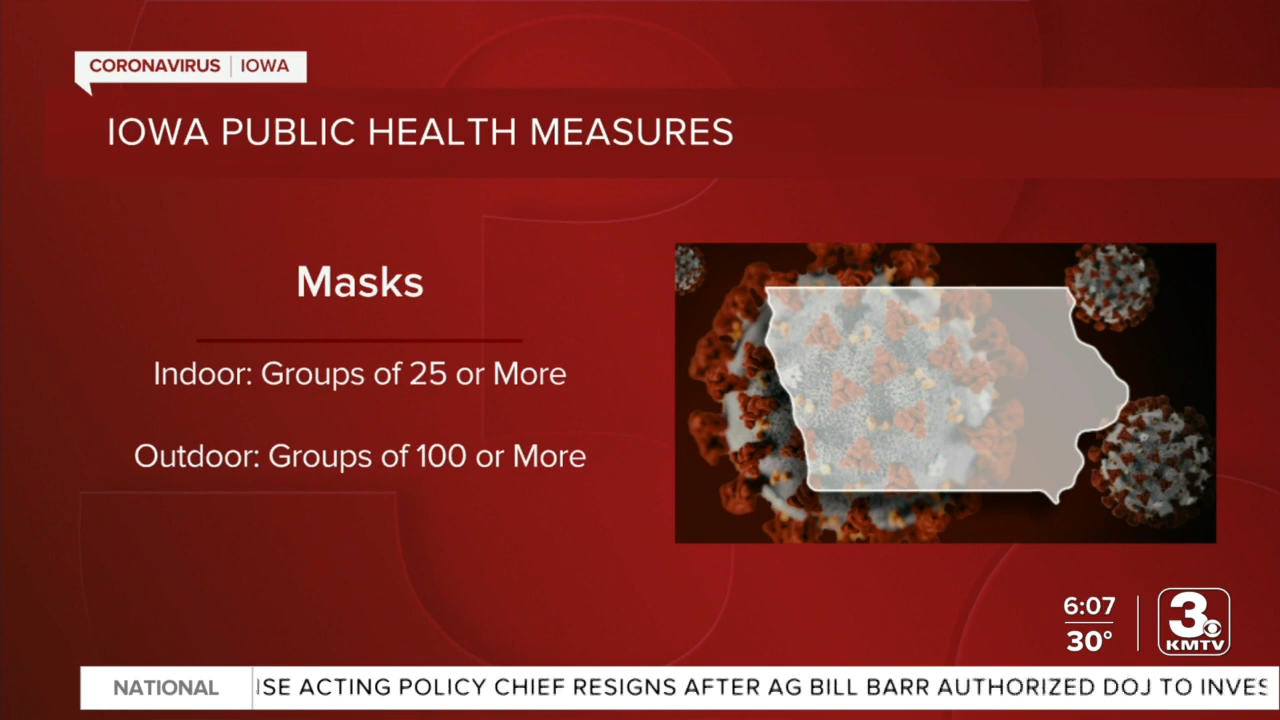 CORONAVIRUS | IOWA
IOWA PUBLIC HEALTH MEASURES
Masks
Indoor: Groups of 25 or More
Outdoor: Groups of 100 or More
6:07
30°
3
KMTV
NATIONAL
SE ACTING POLICY CHIEF RESIGNS AFTER AG BILL BARR AUTHORIZED DOJ TO INVES